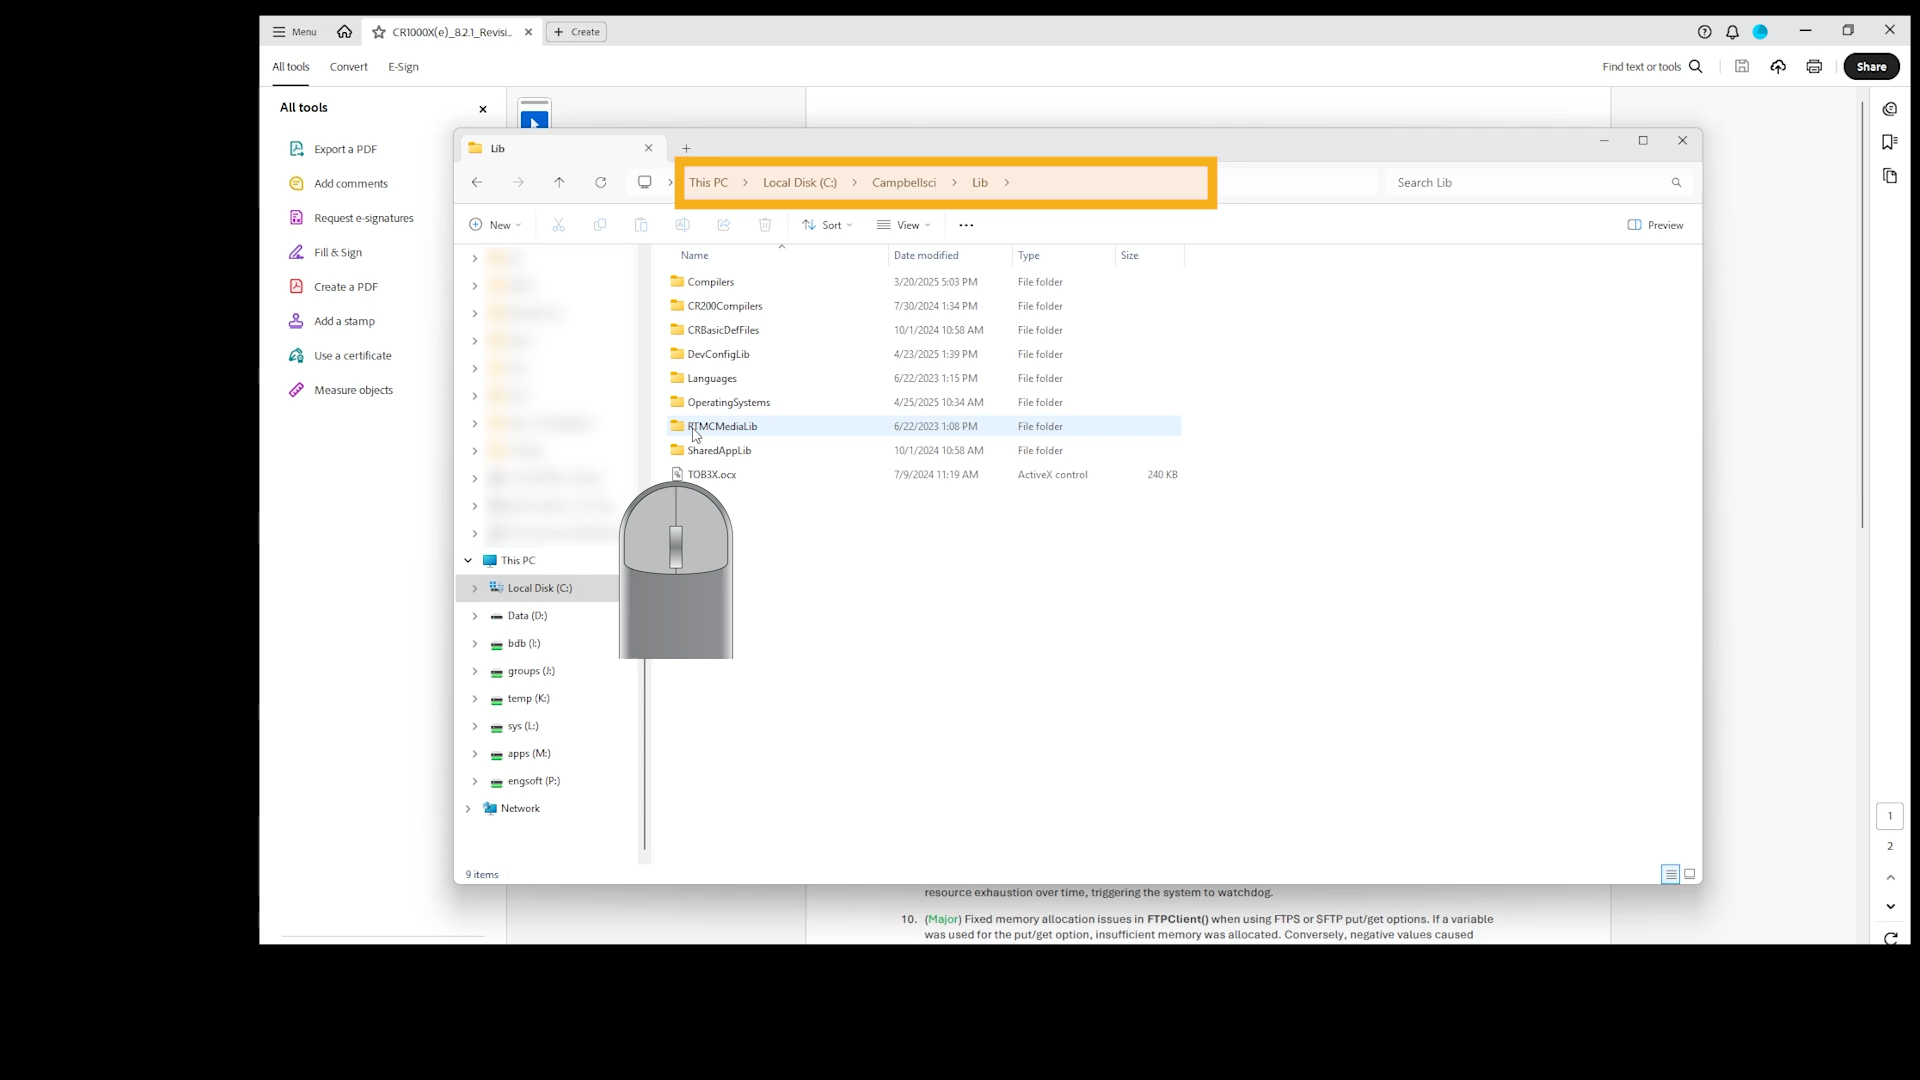 Menu
CR1000X(e)_8.2.1_Revisi...
Create
All tools
Convert
E-Sign
Find text or tools
Share
All tools
Export a PDF
Add comments
Request e-signatures
Fill & Sign
Create a PDF
Add a stamp
Use a certificate
Measure objects
Lib
This PC > Local Disk (C:) > Campbellsci > Lib >
Search Lib
New
Sort
View
Preview
Name Date modified Type Size
Compilers 3/20/2025 5:03 PM File folder
CR200Compilers 7/30/2024 1:34 PM File folder
CRBasicDefFiles 10/1/2024 10:58 AM File folder
DevConfigLib 4/23/2025 1:39 PM File folder
Languages 6/22/2023 1:15 PM File folder
OperatingSystems 4/25/2025 10:34 AM File folder
RTMCMediaLib 6/22/2023 1:08 PM File folder
SharedAppLib 10/1/2024 10:58 AM File folder
TOB3X.ocx 7/9/2024 11:19 AM ActiveX control 240 KB
This PC
Local Disk (C:)
Data (D:)
bdb (I:)
groups (J:)
temp (K:)
sys (L:)
apps (M:)
engsoft (P:)
Network
9 items
1
2
resource exhaustion over time, triggering the system to watchdog.
10. (Major) Fixed memory allocation issues in FTPClient() when using FTPS or SFTP put/get options. If a variable
was used for the put/get option, insufficient memory was allocated. Conversely, negative values caused